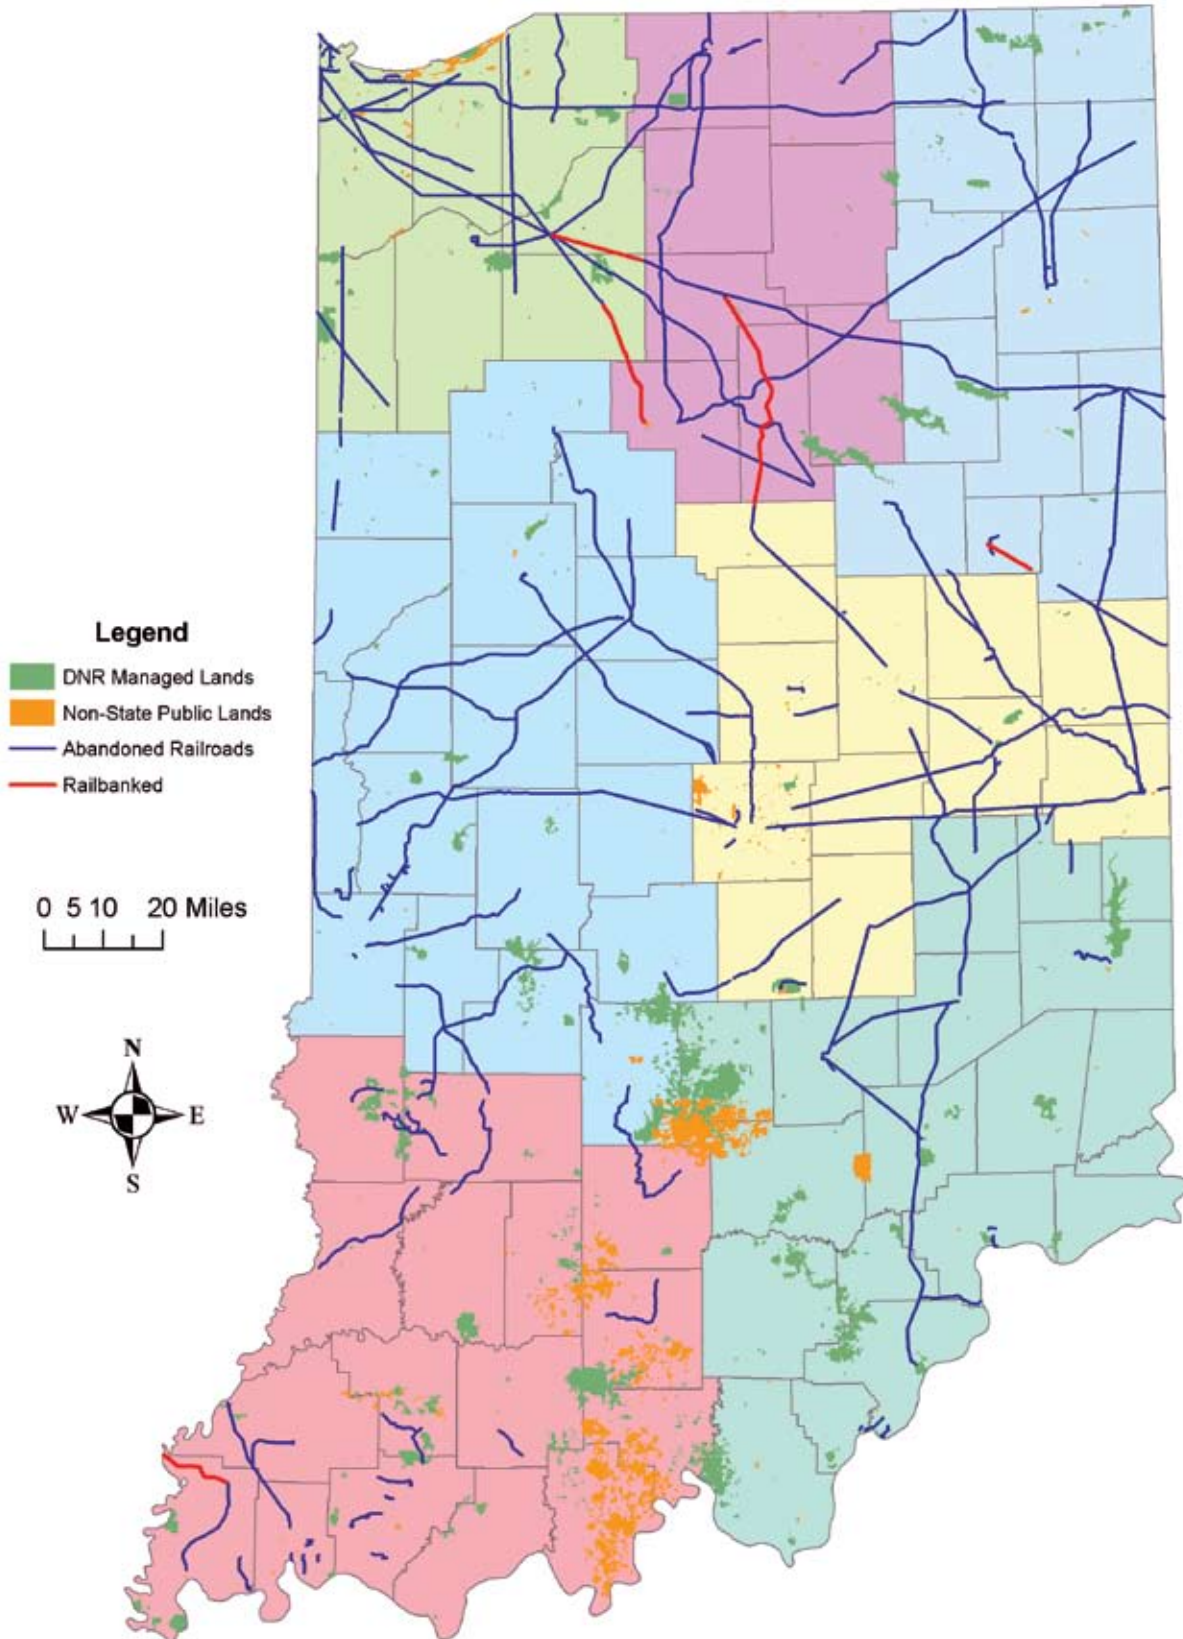 Legend
DNR Managed Lands
Non-State Public Lands
Abandoned Railroads
Railbanked
0 5 10 20 Miles
N
W E
S